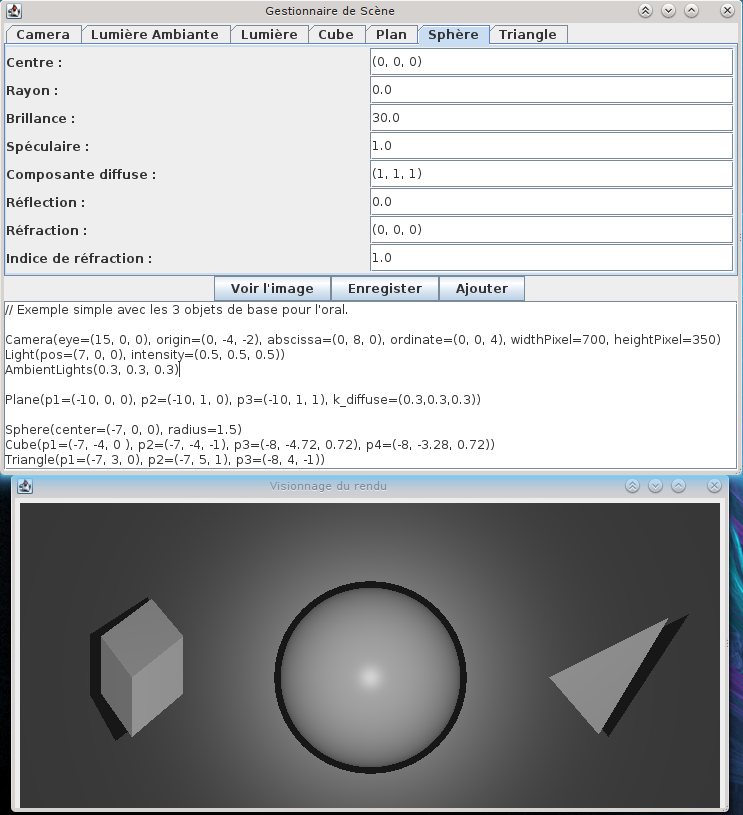 Gestionnaire de Scène
Camera Lumière Ambiante Lumière Cube Plan Sphère Triangle
Centre : (0, 0, 0)
Rayon : 0.0
Brillance : 30.0
Spéculaire : 1.0
Composante diffuse : (1, 1, 1)
Réflection : 0.0
Réfraction : (0, 0, 0)
Indice de réfraction : 1.0
Voir l'image Enregister Ajouter
// Exemple simple avec les 3 objets de base pour l'oral.
Camera(eye=(15, 0, 0), origin=(0, -4, -2), abscissa=(0, 8, 0), ordinate=(0, 0, 4), widthPixel=700, heightPixel=350)
Light(pos=(7, 0, 0), intensity=(0.5, 0.5, 0.5))
AmbientLights(0.3, 0.3, 0.3)
Plane(p1=(-10, 0, 0), p2=(-10, 1, 0), p3=(-10, 1, 1), k_diffuse=(0.3,0.3,0.3))
Sphere(center=(-7, 0, 0), radius=1.5)
Cube(p1=(-7, -4, 0 ), p2=(-7, -4, -1), p3=(-8, -4.72, 0.72), p4=(-8, -3.28, 0.72))
Triangle(p1=(-7, 3, 0), p2=(-7, 5, 1), p3=(-8, 4, -1))
Visionnage du rendu